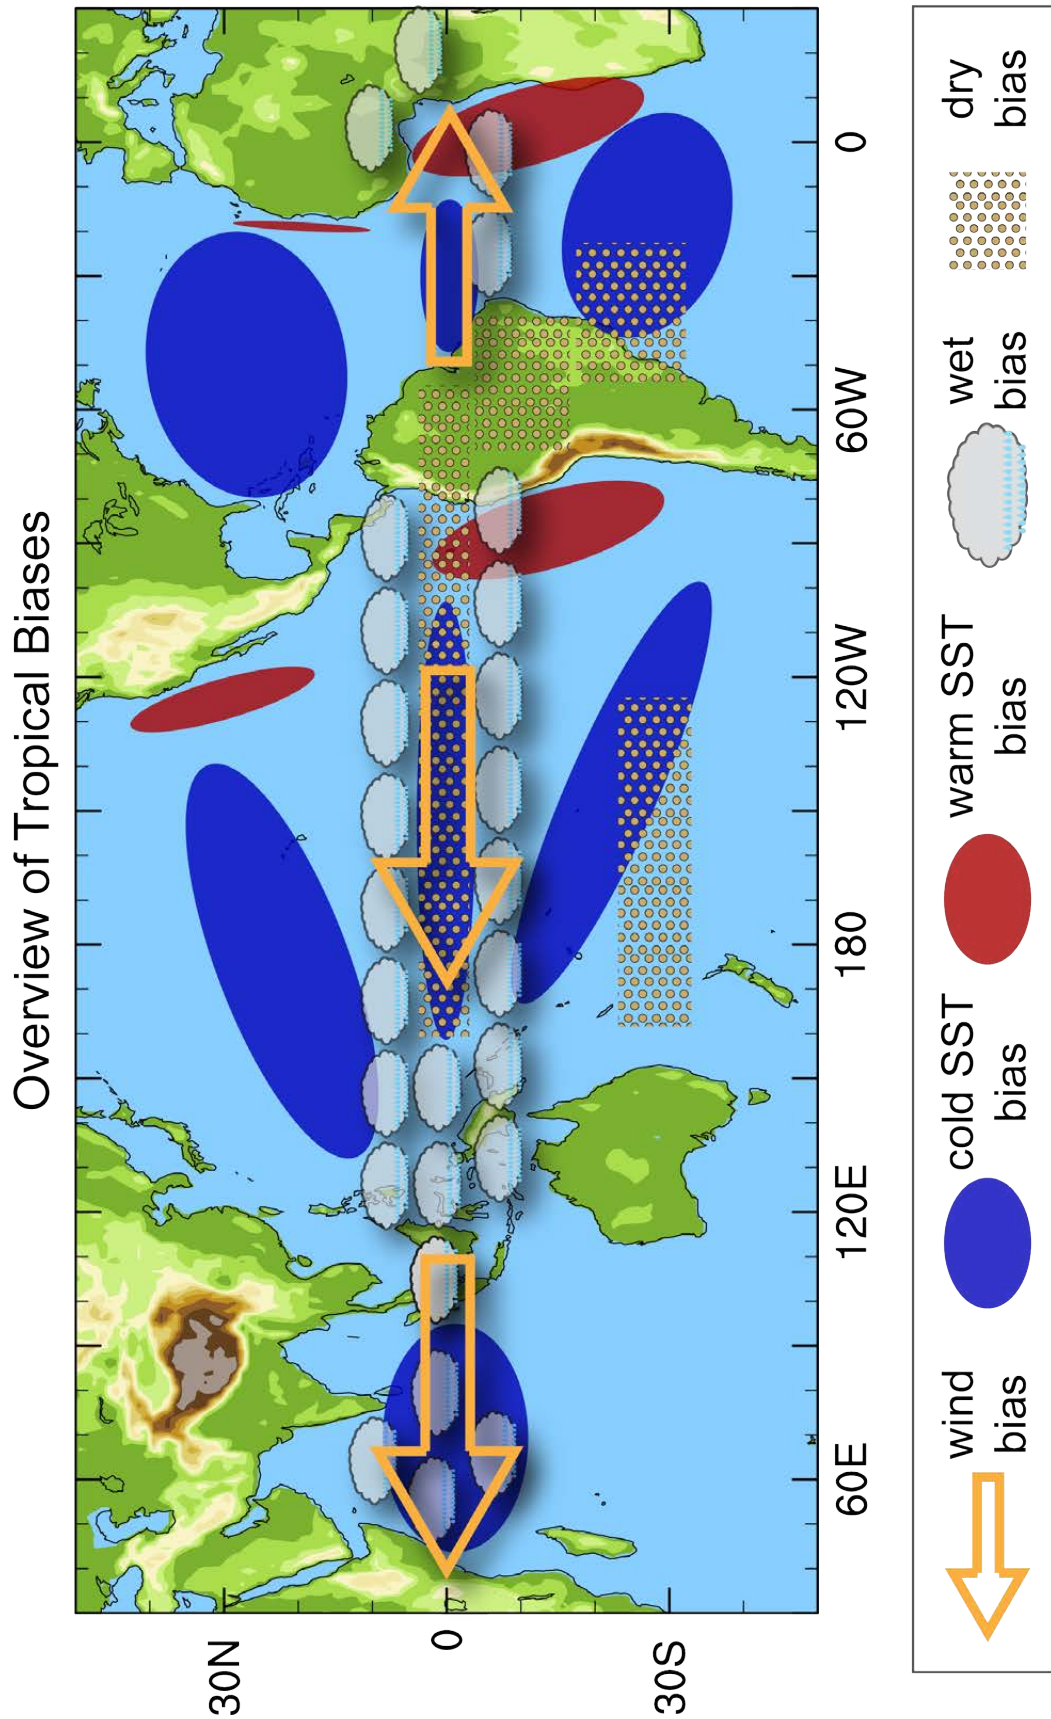 Overview of Tropical Biases
30N
0
30S
60E
120E
180
120W
60W
0
wind
bias
cold SST
bias
warm SST
bias
wet
bias
dry
bias